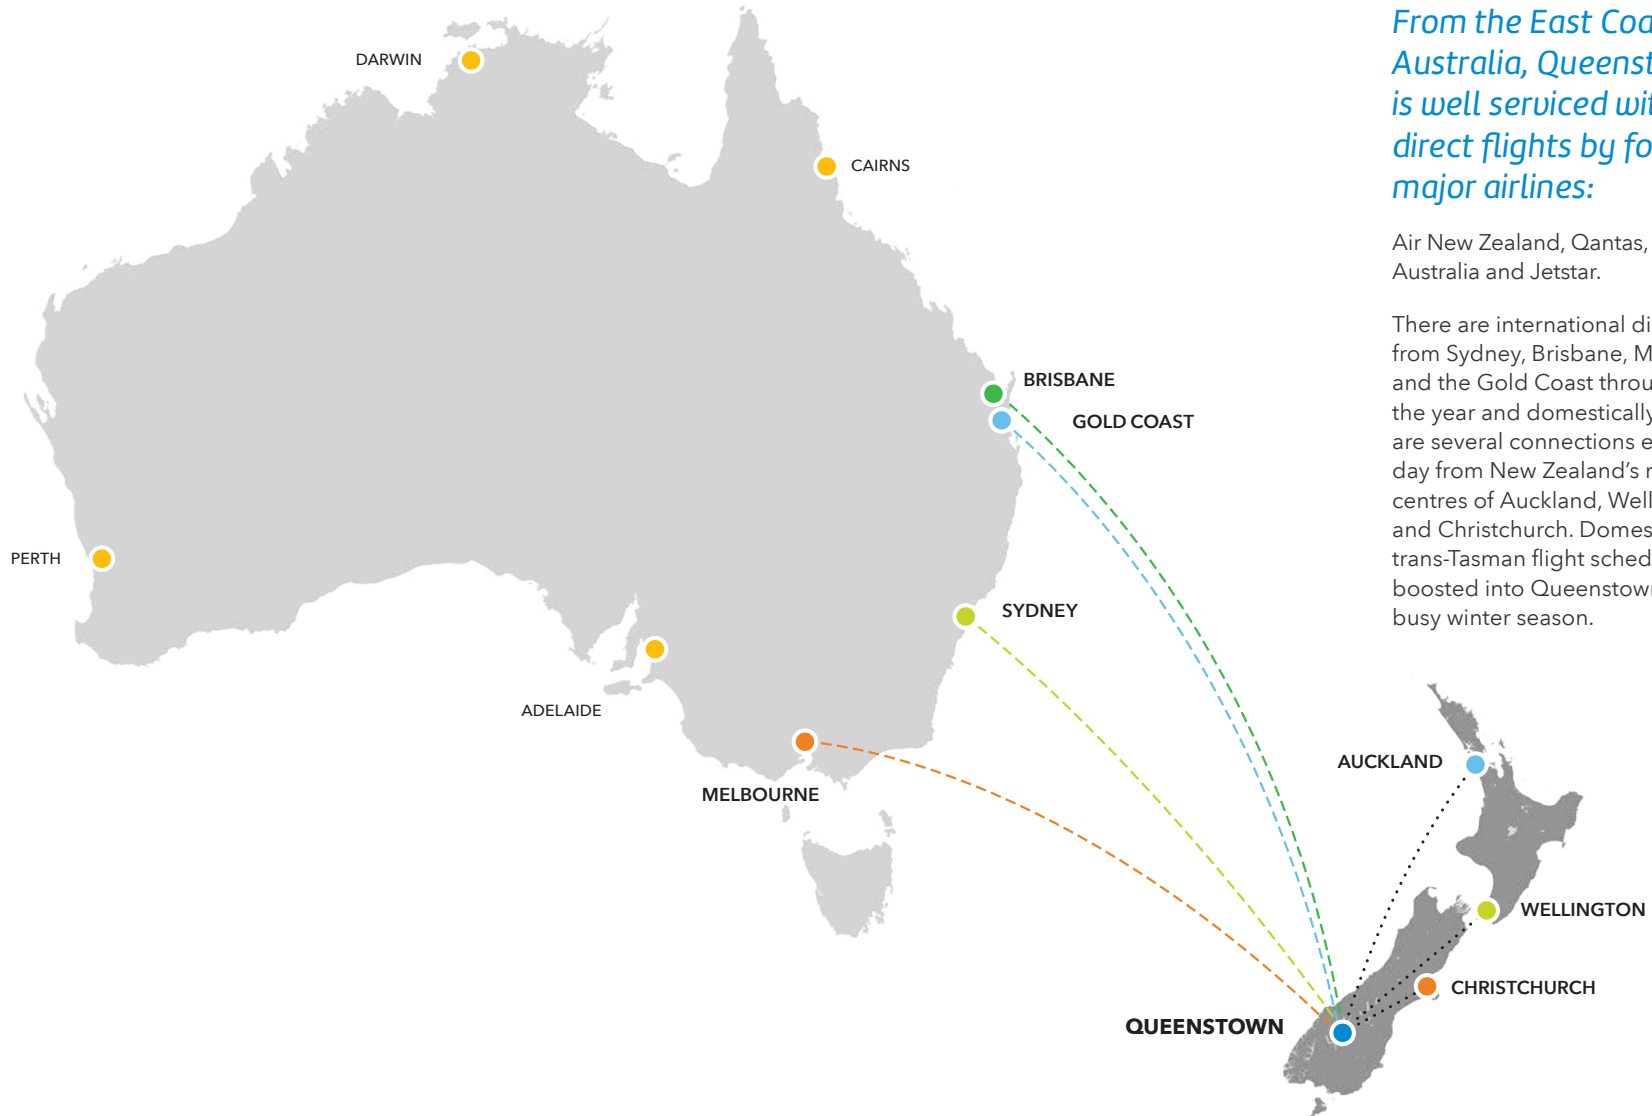 From the East Coa
Australia, Queenst
is well serviced wit
direct flights by fo
major airlines:
Air New Zealand, Qantas,
Australia and Jetstar.
There are international di
from Sydney, Brisbane, M
and the Gold Coast throu
the year and domestically
are several connections e
day from New Zealand’s
centres of Auckland, Well
and Christchurch. Domes
trans-Tasman flight sched
boosted into Queenstown
busy winter season.
DARWIN
CAIRNS
BRISBANE
GOLD COAST
PERTH
SYDNEY
ADELAIDE
MELBOURNE
AUCKLAND
WELLINGTON
CHRISTCHURCH
QUEENSTOWN